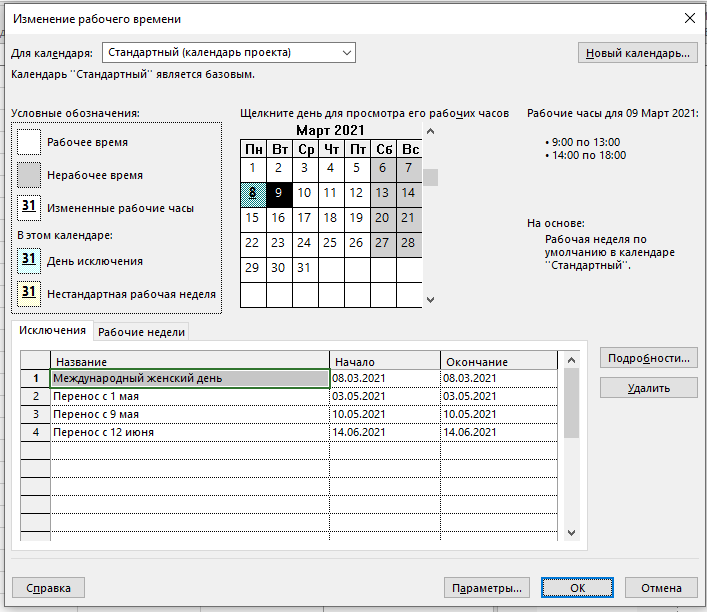 Изменение рабочего времени
Для календаря: Стандартный (календарь проекта) Новый календарь...
Календарь "Стандартный" является базовым.
Условные обозначения:
Рабочее время
Нерабочее время
31 Измененные рабочие часы
В этом календаре:
31 День исключения
31 Нестандартная рабочая неделя
Щелкните день для просмотра его рабочих часов
Март 2021
Пн Вт Ср Чт Пт Сб Вс
1 2 3 4 5 6 7
8 9 10 11 12 13 14
15 16 17 18 19 20 21
22 23 24 25 26 27 28
29 30 31
Рабочие часы для 09 Март 2021:
• 9:00 по 13:00
• 14:00 по 18:00
На основе:
Рабочая неделя по
умолчанию в календаре
"Стандартный".
Исключения Рабочие недели
Название Начало Окончание
1 Международный женский день 08.03.2021 08.03.2021
2 Перенос с 1 мая 03.05.2021 03.05.2021
3 Перенос с 9 мая 10.05.2021 10.05.2021
4 Перенос с 12 июня 14.06.2021 14.06.2021
Подробности...
Удалить
Справка Параметры... ОК Отмена